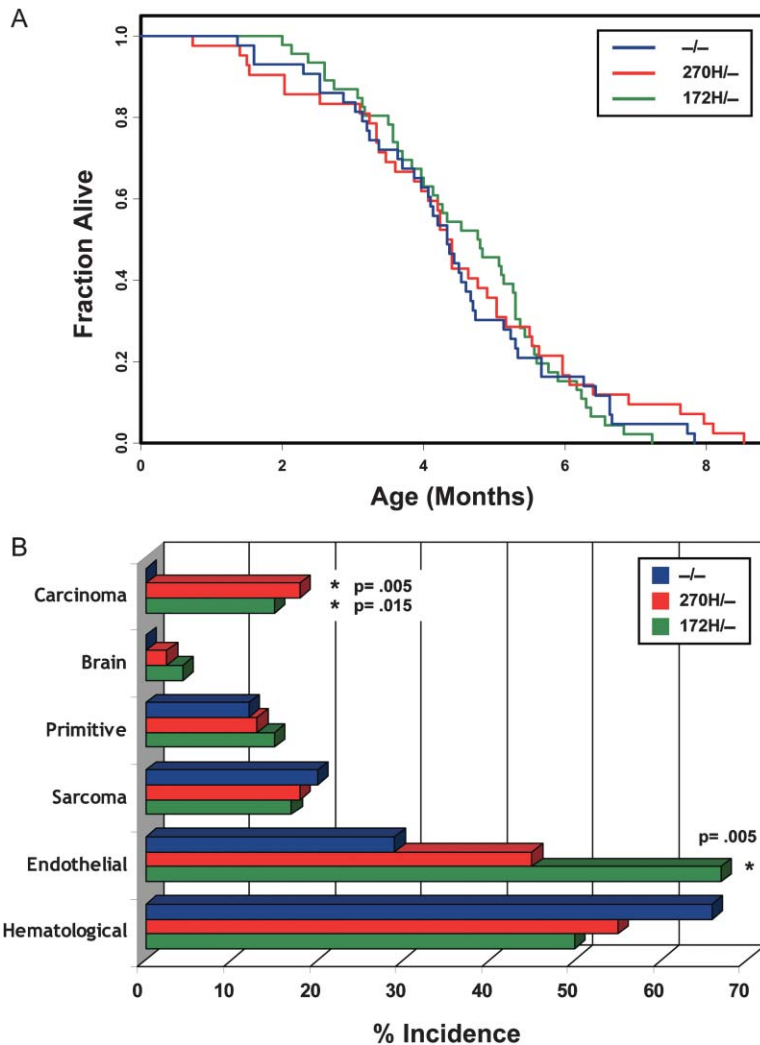 A
Fraction Alive
1.0
0.8
0.6
0.4
0.2
0.0
–/–
270H/–
172H/–
0 2 4 6 8
Age (Months)
B
–/–
270H/–
172H/–
Carcinoma
* p= .005
* p= .015
Brain
Primitive
Sarcoma
Endothelial
p= .005
*
Hematological
0 10 20 30 40 50 60 70
% Incidence